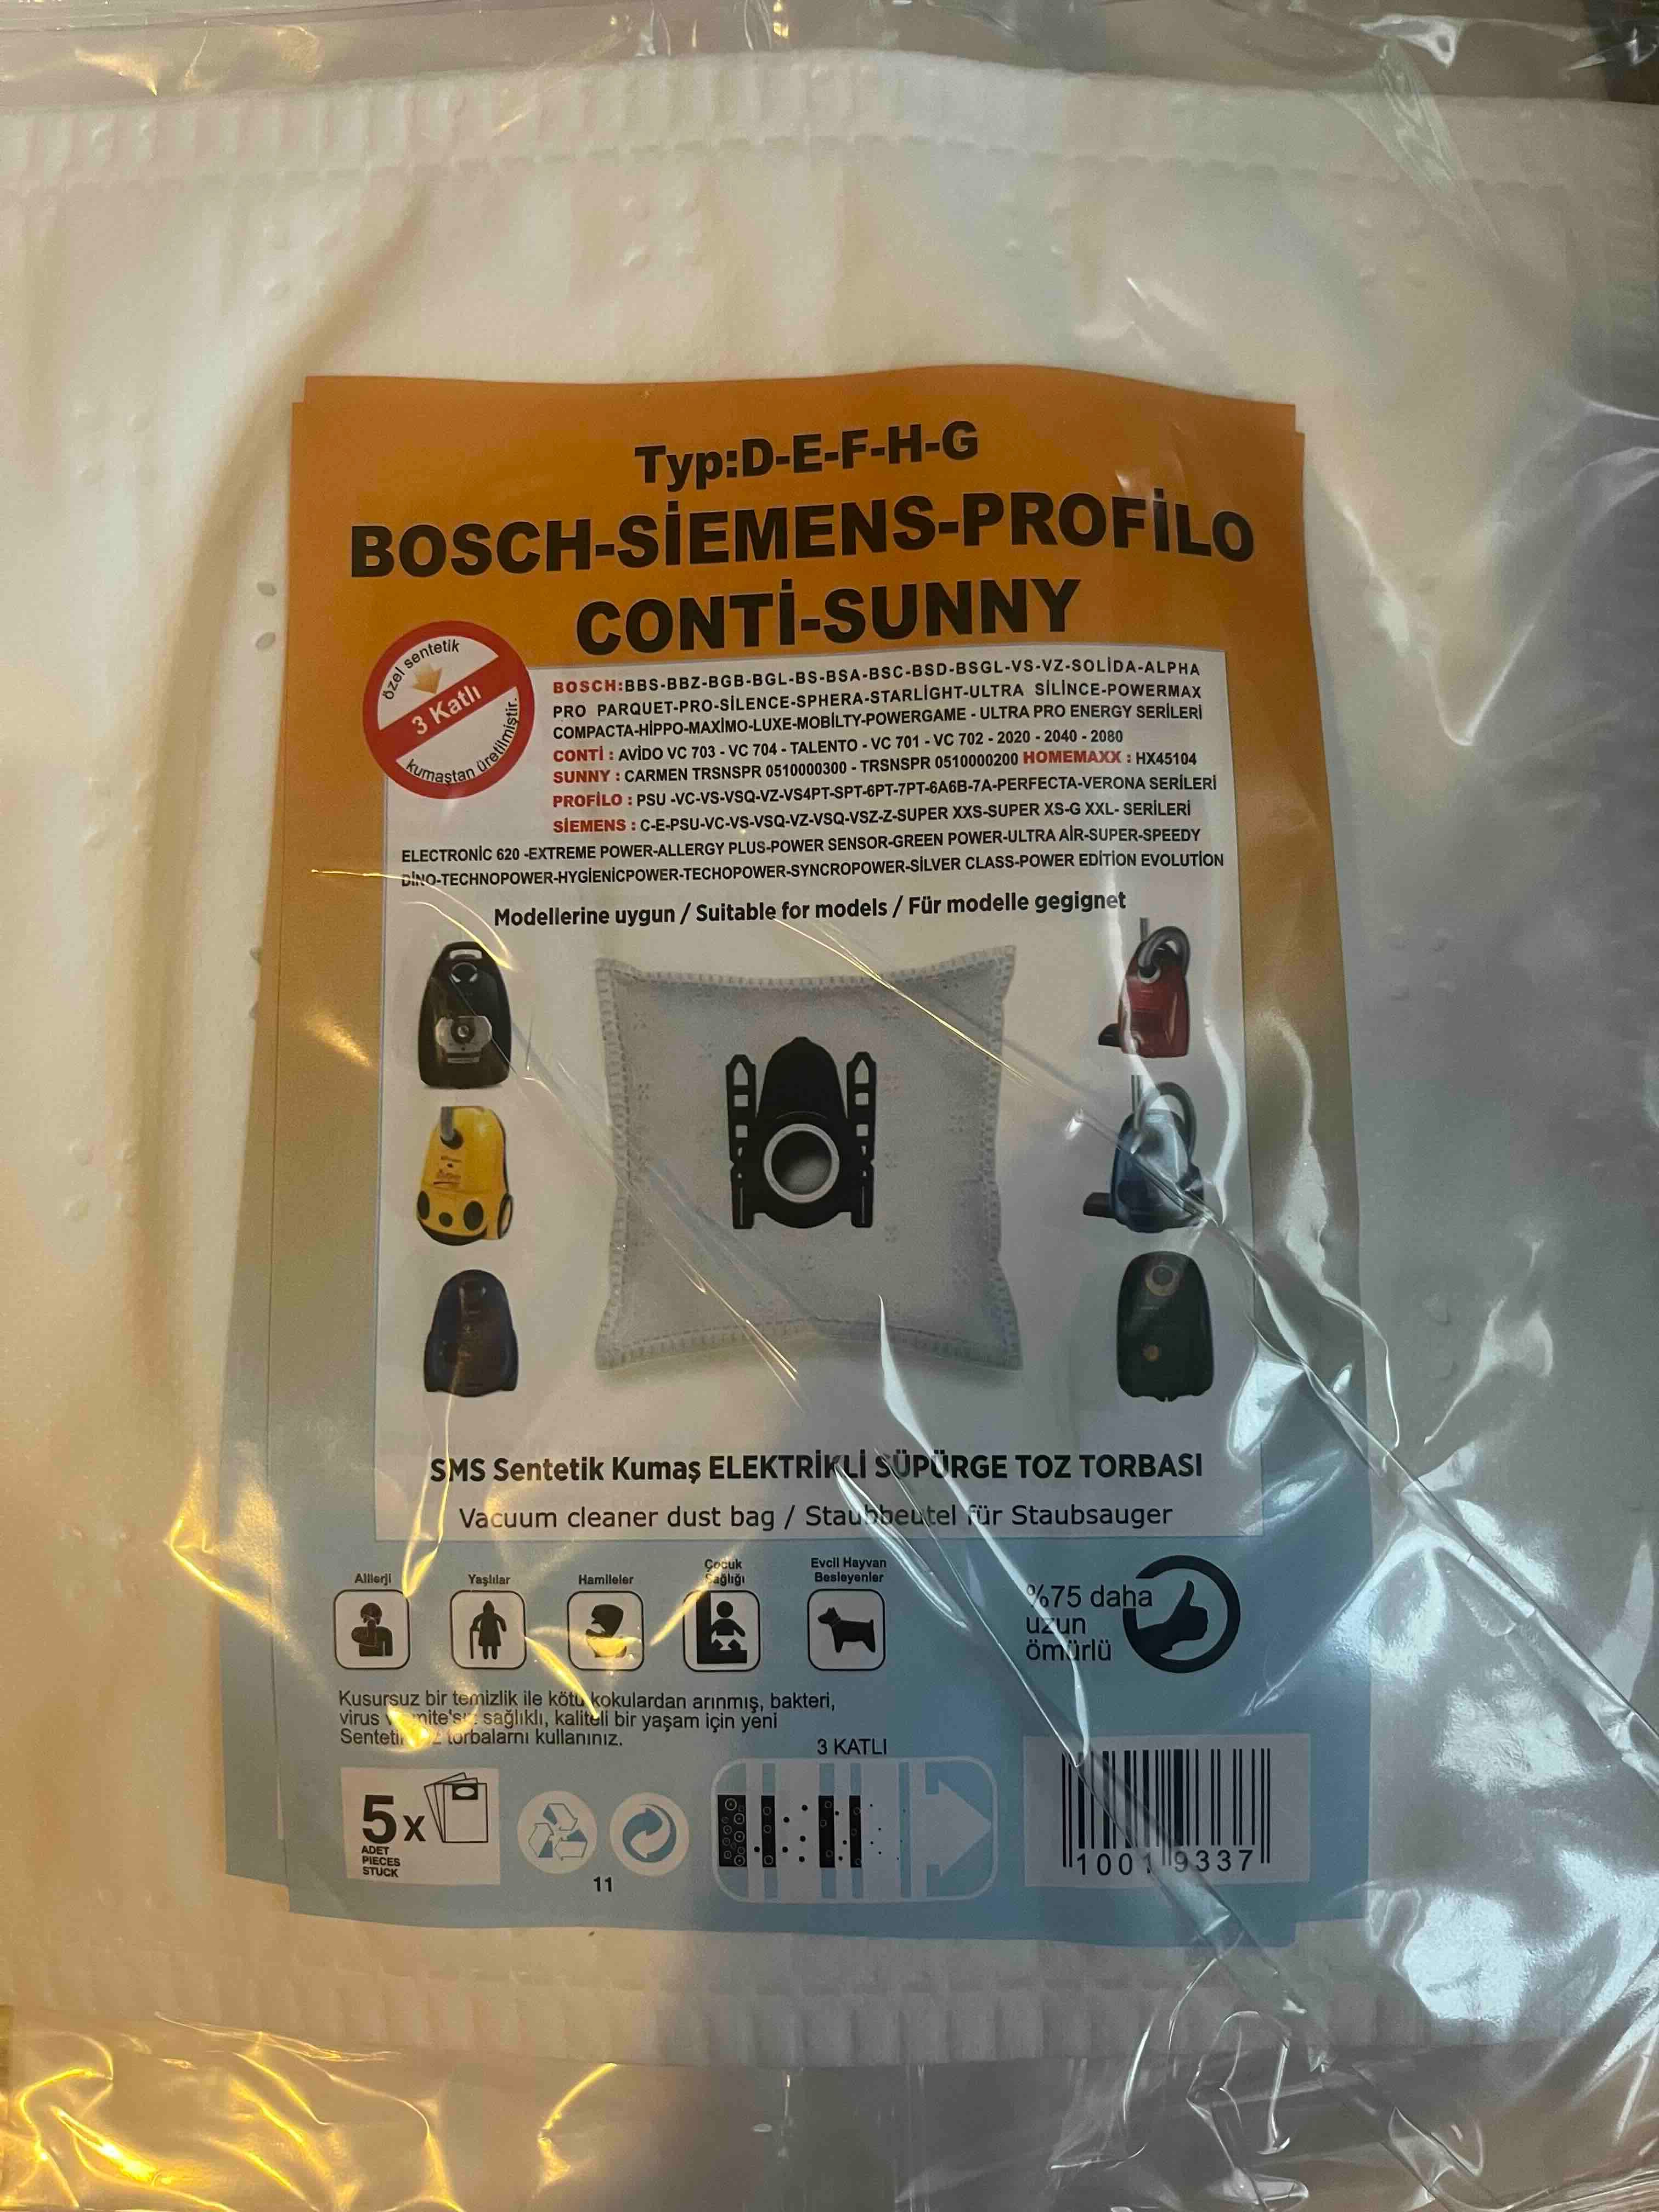 Typ:D-E-F-H-G
BOSCH-SİEMENS-PROFİLO
CONTİ-SUNNY
özel sentetik
3 Katlı
kumaştan üretilmiştir.
BOSCH:BBS-BBZ-BGB-BGL-BS-BSA-BSC-BSD-BSGL-VS-VZ-SOLİDA-ALPHA
PRO PARQUET-PRO-SİLENCE-SPHERA-STARLİGHT-ULTRA SİLİNCE-POWERMAX
COMPACTA-HİPPO-MAXİMO-LUXE-MOBİLTY-POWERGAME - ULTRA PRO ENERGY SERİLERİ
CONTİ : AVİDO VC 703 - VC 704 - TALENTO - VC 701 - VC 702 - 2020 - 2040 - 2080
SUNNY : CARMEN TRSNSPR 0510000300 - TRSNSPR 0510000200 HOMEMAXX : HX45104
PROFİLO : PSU -VC-VS-VSQ-VZ-VS4PT-SPT-6PT-7PT-6A6B-7A-PERFECTA-VERONA SERİLERİ
SİEMENS : C-E-PSU-VC-VS-VSQ-VZ-VSQ-VSZ-Z-SUPER XXS-SUPER XS-G XXL- SERİLERİ
ELECTRONİC 620 -EXTREME POWER-ALLERGY PLUS-POWER SENSOR-GREEN POWER-ULTRA AİR-SUPER-SPEEDY
DİNO-TECHNOPOWER-HYGİENİCPOWER-TECHOPOWER-SYNCROPOWER-SİLVER CLASS-POWER EDİTİON EVOLUTİON
Modellerine uygun / Suitable for models / Für modelle gegignet
SMS Sentetik Kumaş ELEKTRİKLİ SÜPÜRGE TOZ TORBASI
Vacuum cleaner dust bag / Staubbeutel für Staubsauger
Alllerji
Yaşlılar
Hamileler
Çocuk
Sağlığı
Evcil Hayvan
Besleyenler
%75 daha
uzun
ömürlü
Kusursuz bir temizlik ile kötü kokulardan arınmış, bakteri,
virus sağlıklı, kaliteli bir yaşam için yeni
torbalarnı kullanınız.
3 KATLI
5x
ADET
PIECES
STUCK
11
10019337